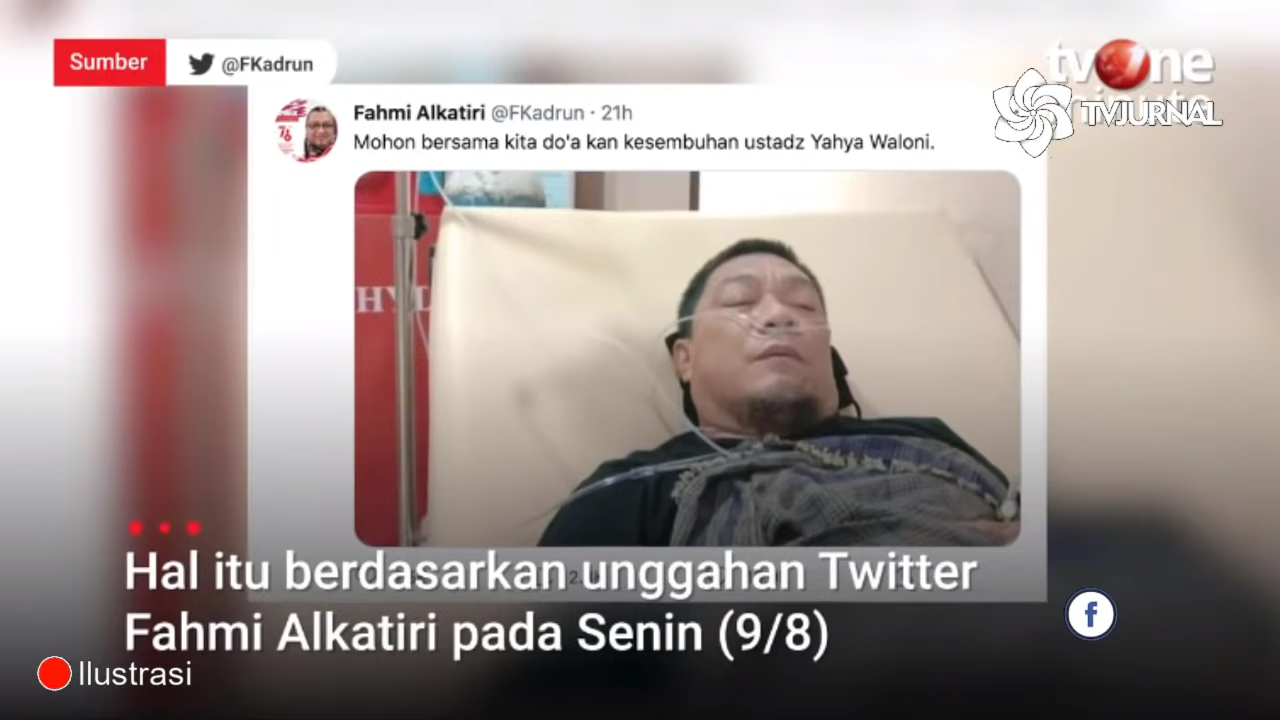 Sumber
@FKadrun
tvOne
TVJURNAL
Fahmi Alkatiri @FKadrun · 21h
Mohon bersama kita do'a kan kesembuhan ustadz Yahya Waloni.
Hal itu berdasarkan unggahan Twitter
Fahmi Alkatiri pada Senin (9/8)
Ilustrasi